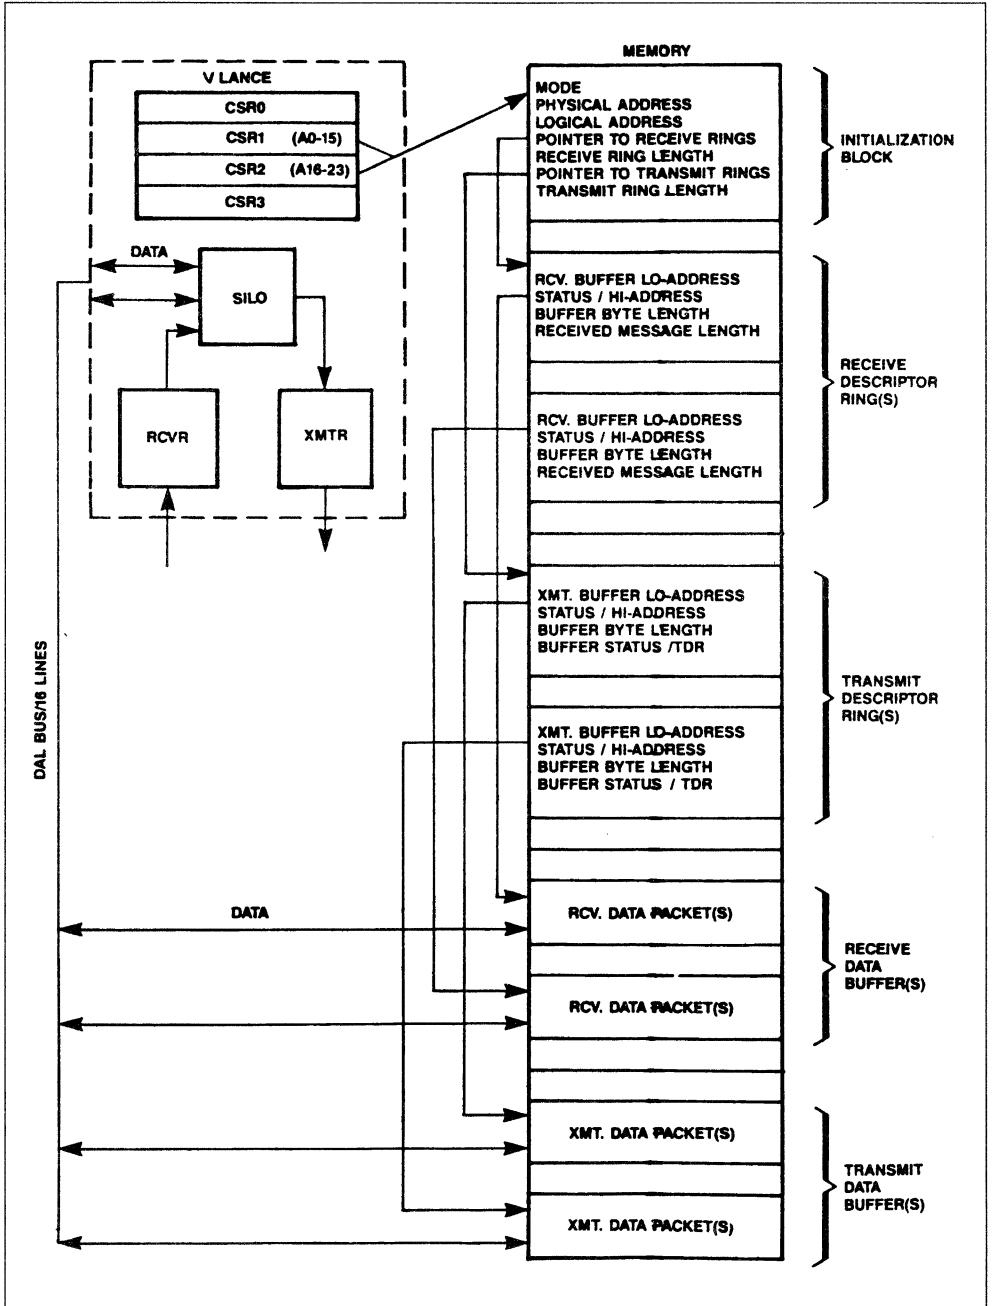 MEMORY
V LANCE
CSR0
CSR1 (A0-15)
CSR2 (A16-23)
CSR3
DATA
SILO
RCVR
XMTR
DAL BUS/16 LINES
MODE
PHYSICAL ADDRESS
LOGICAL ADDRESS
POINTER TO RECEIVE RINGS
RECEIVE RING LENGTH
POINTER TO TRANSMIT RINGS
TRANSMIT RING LENGTH
INITIALIZATION
BLOCK
RCV. BUFFER LO-ADDRESS
STATUS / HI-ADDRESS
BUFFER BYTE LENGTH
RECEIVED MESSAGE LENGTH
RCV. BUFFER LO-ADDRESS
STATUS / HI-ADDRESS
BUFFER BYTE LENGTH
RECEIVED MESSAGE LENGTH
RECEIVE
DESCRIPTOR
RING(S)
XMT. BUFFER LO-ADDRESS
STATUS / HI-ADDRESS
BUFFER BYTE LENGTH
BUFFER STATUS /TDR
XMT. BUFFER LO-ADDRESS
STATUS / HI-ADDRESS
BUFFER BYTE LENGTH
BUFFER STATUS / TDR
TRANSMIT
DESCRIPTOR
RING(S)
DATA
RCV. DATA PACKET(S)
RCV. DATA PACKET(S)
RECEIVE
DATA
BUFFER(S)
XMT. DATA PACKET(S)
XMT. DATA PACKET(S)
TRANSMIT
DATA
BUFFER(S)